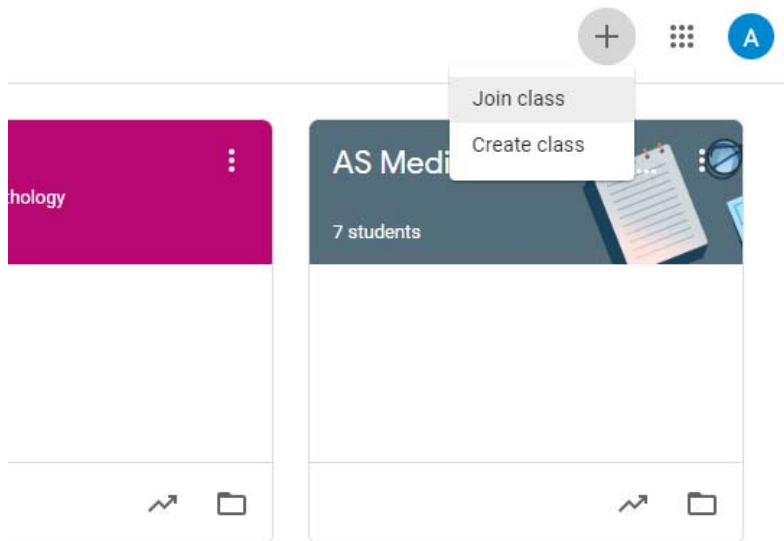 A
Join class
Create class
thology
AS Medi...
7 students